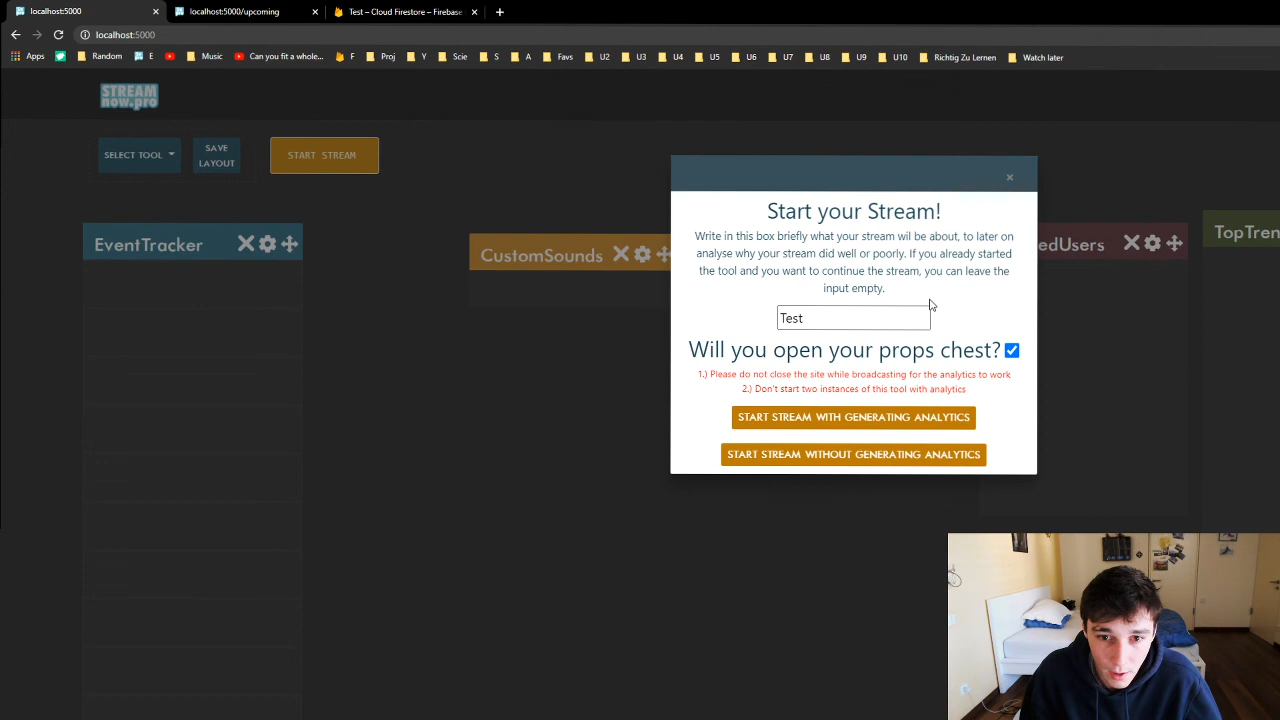 localhost:5000
localhost:5000/upcoming
Test – Cloud Firestore – Firebase
localhost:5000
Apps
Random
E
Music
Can you fit a whole...
F
Proj
Y
Scie
S
A
Favs
U2
U3
U4
U5
U6
U7
U8
U9
U10
Richtig Zu Lernen
Watch later
STREAM
now.pro
SELECT TOOL
SAVE
LAYOUT
START STREAM
EventTracker
CustomSounds
edUsers
TopTren
Start your Stream!
Write in this box briefly what your stream wil be about, to later on
analyse why your stream did well or poorly. If you already started
the tool and you want to continue the stream, you can leave the
input empty.
Test
Will you open your props chest?
1.) Please do not close the site while broadcasting for the analytics to work
2.) Don't start two instances of this tool with analytics
START STREAM WITH GENERATING ANALYTICS
START STREAM WITHOUT GENERATING ANALYTICS